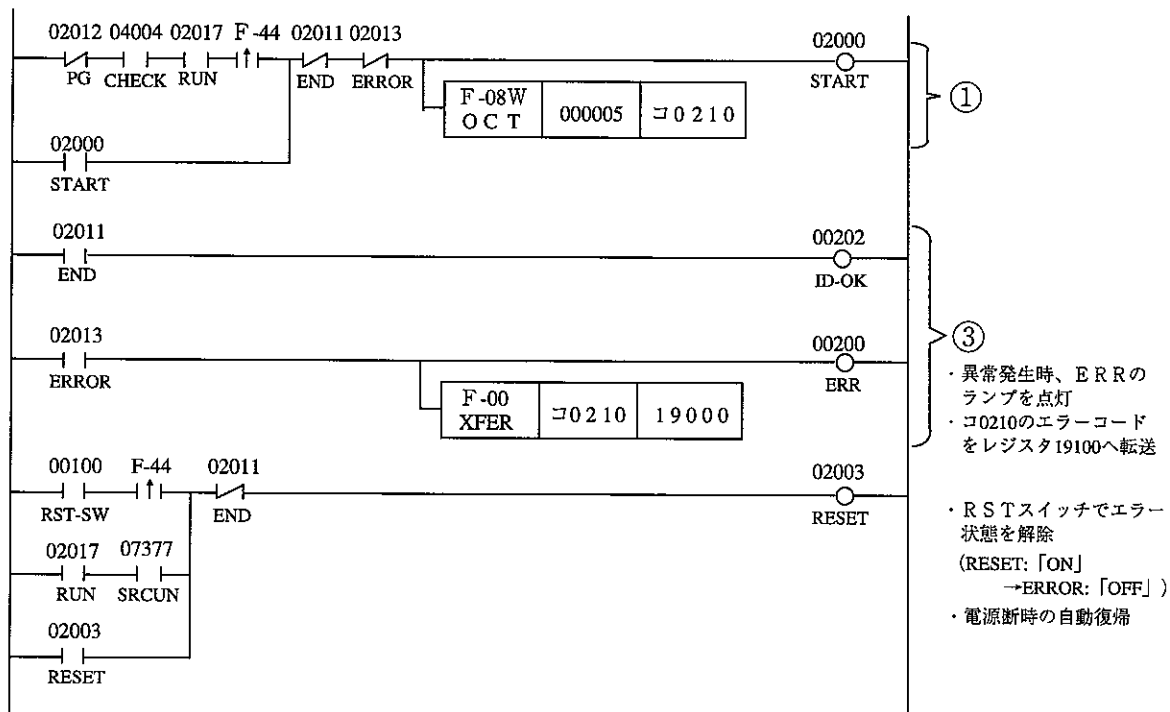 02012 04004 02017 F-44 02011 02013 02000
PG CHECK RUN END ERROR START
F-08W
OCT 000005 コ0210
①
02000
START
02011 00202
END ID-OK
02013 00200
ERROR ERR
F-00
XFER コ0210 19000
③
・異常発生時、ERRの
ランプを点灯
・コ0210のエラーコード
をレジスタ19100へ転送
00100 F-44 02011 02003
RST-SW END RESET
02017 07377
RUN SRCUN
02003
RESET
・RSTスイッチでエラー
状態を解除
(RESET:「ON」
→ERROR:「OFF」)
・電源断時の自動復帰